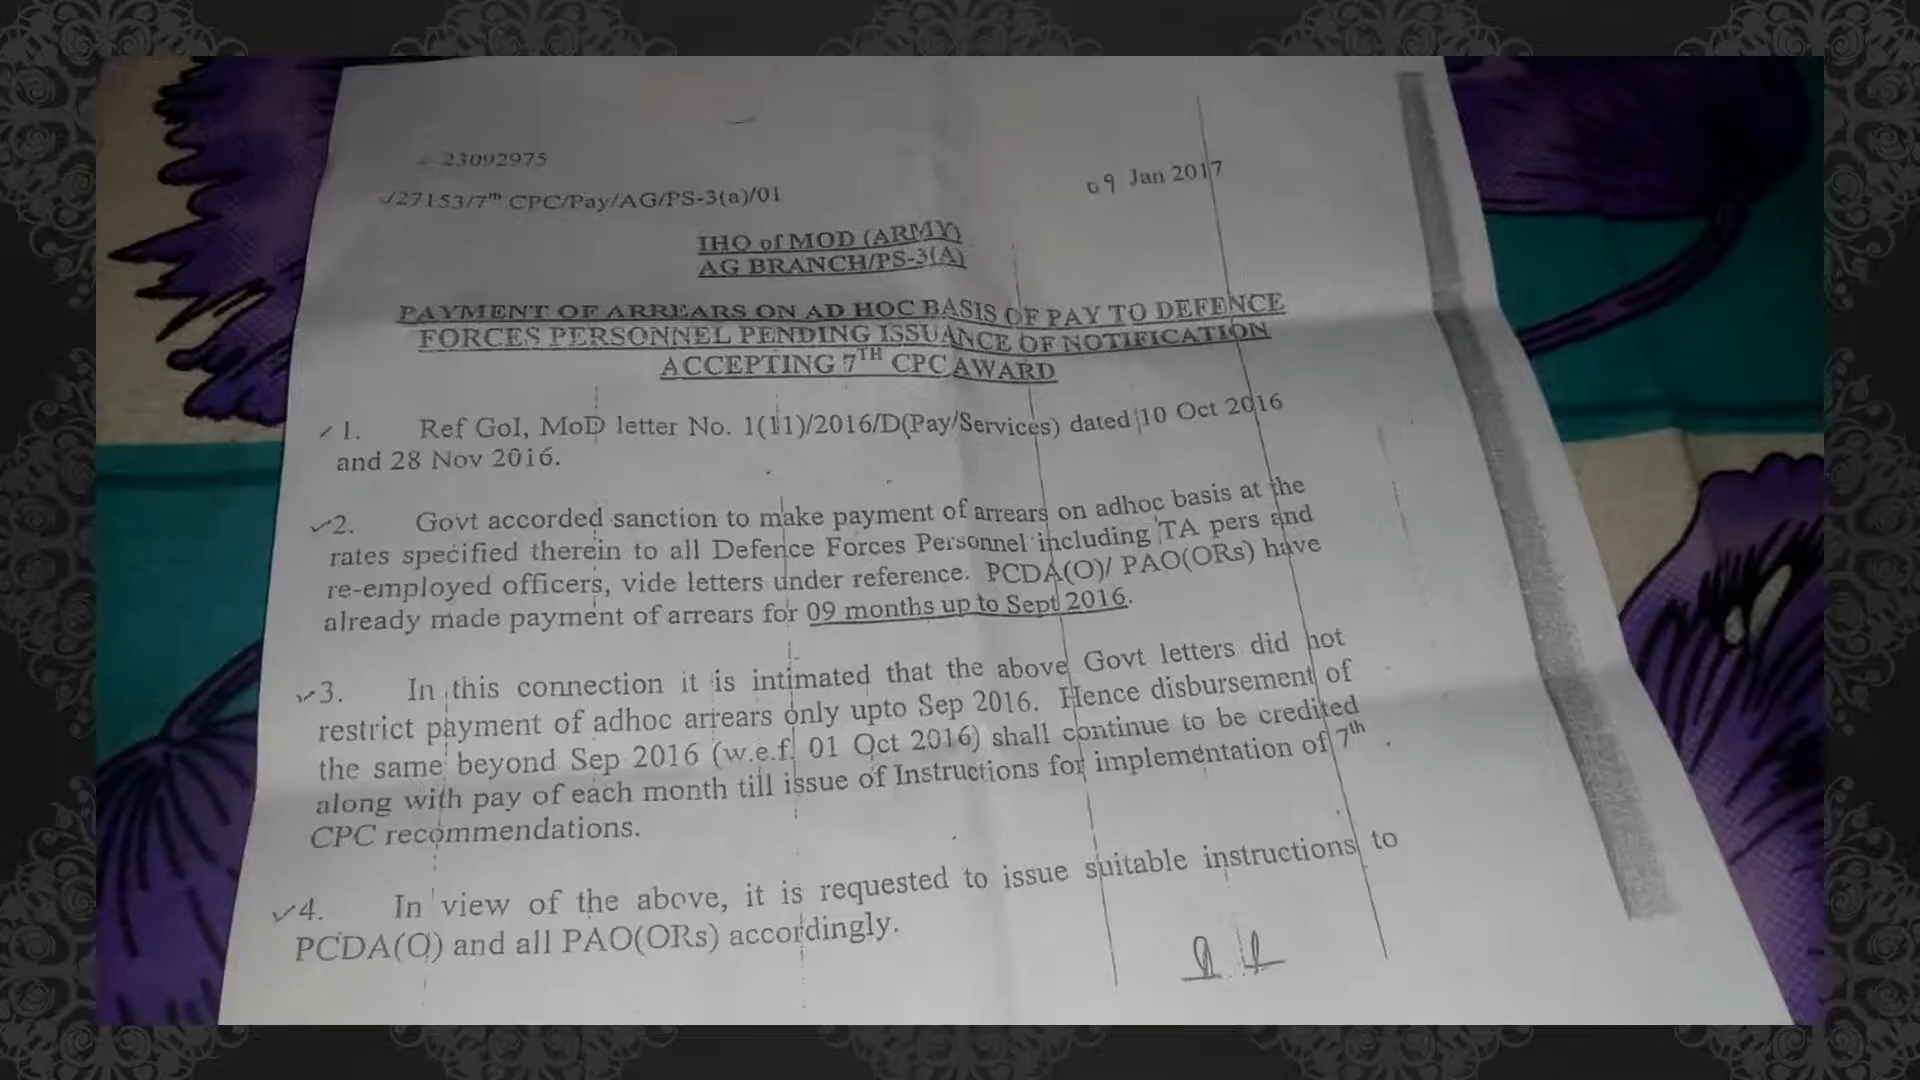 23092975
09 Jan 2017
/27153/7th CPC/Pay/AG/PS-3(a)/01
IHQ of MOD (ARMY)
AG BRANCH/PS-3(A)
PAYMENT OF ARREARS ON AD HOC BASIS OF PAY TO DEFENCE
FORCES PERSONNEL PENDING ISSUANCE OF NOTIFICATION
ACCEPTING 7TH CPC AWARD
1. Ref GoI, MoD letter No. 1(11)/2016/D(Pay/Services) dated 10 Oct 2016
and 28 Nov 2016.
2. Govt accorded sanction to make payment of arrears on adhoc basis at the
rates specified therein to all Defence Forces Personnel including TA pers and
re-employed officers, vide letters under reference. PCDA(O)/ PAO(ORs) have
already made payment of arrears for 09 months up to Sept 2016.
3. In this connection it is intimated that the above Govt letters did not
restrict payment of adhoc arrears only upto Sep 2016. Hence disbursement of
the same beyond Sep 2016 (w.e.f. 01 Oct 2016) shall continue to be credited
along with pay of each month till issue of Instructions for implementation of 7th
CPC recommendations.
4. In view of the above, it is requested to issue suitable instructions to
PCDA(O) and all PAO(ORs) accordingly.